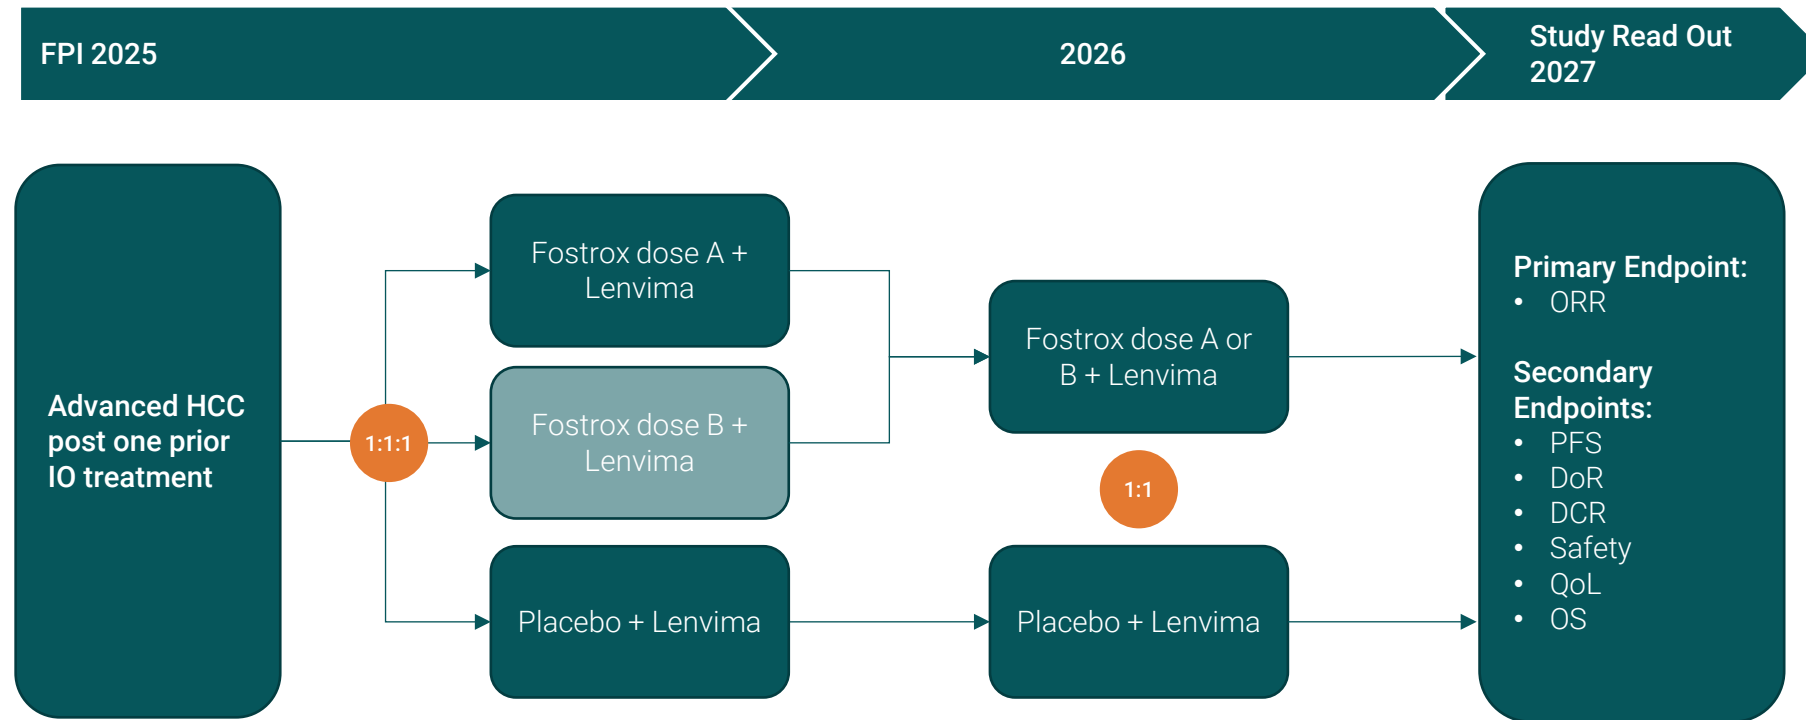 FPI 2025
2026
Study Read Out
2027
Advanced HCC
post one prior
IO treatment
1:1:1
Fostrox dose A +
Lenvima
Fostrox dose B +
Lenvima
Placebo + Lenvima
Fostrox dose A or
B + Lenvima
1:1
Placebo + Lenvima
Primary Endpoint:
• ORR
Secondary
Endpoints:
• PFS
• DoR
• DCR
• Safety
• QoL
• OS